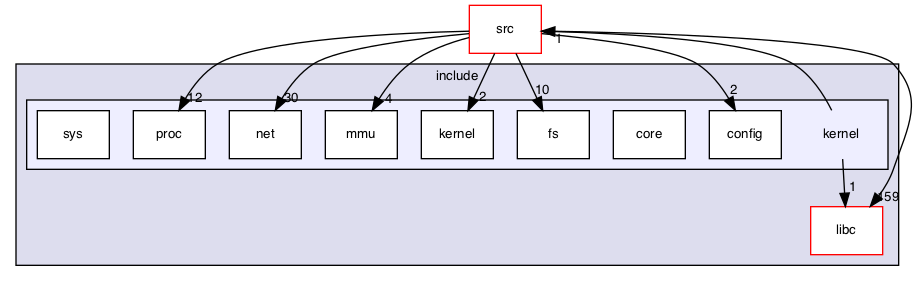 src
1
include
12
30
4
2
10
2
sys
proc
net
mmu
kernel
fs
core
config
kernel
1
59
libc